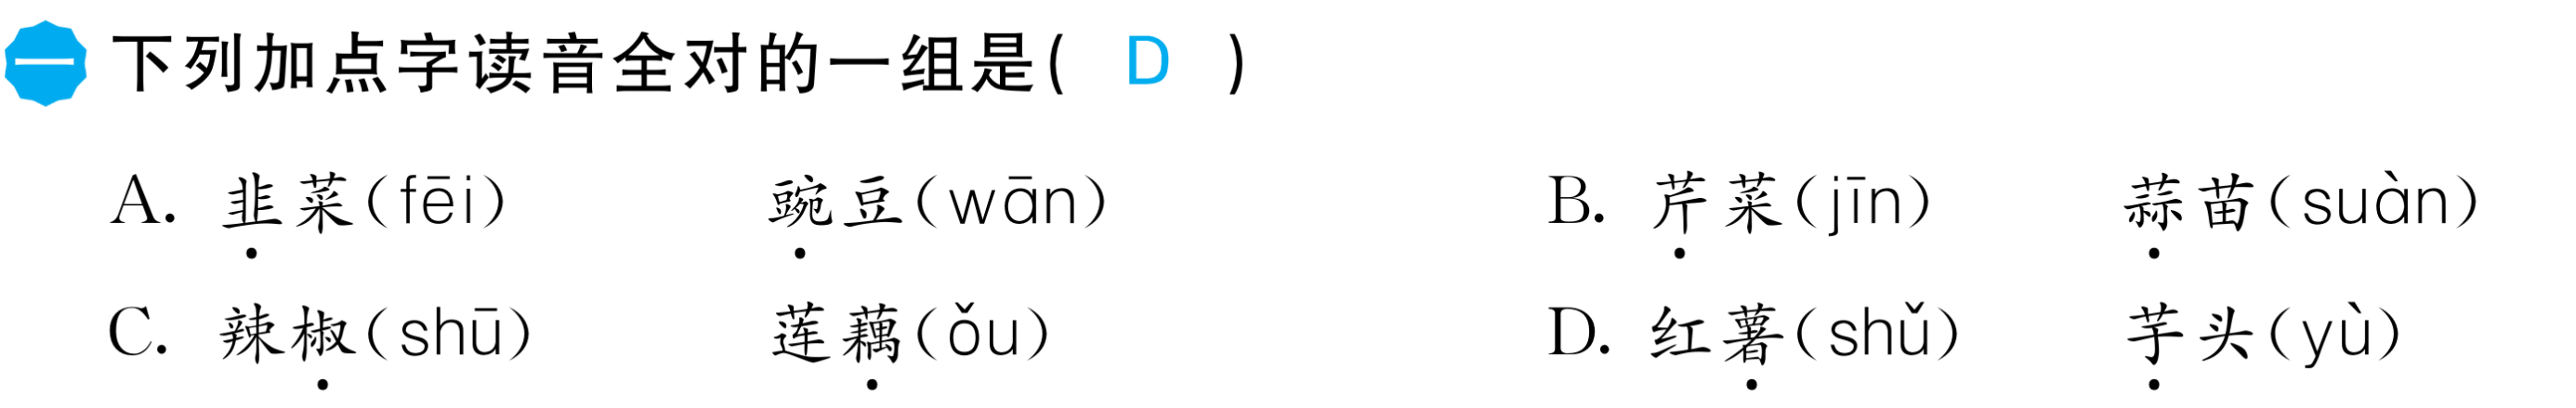 一 下列加点字读音全对的一组是( D )
A. 韭菜(fēi) 豌豆(wān) B. 芹菜(jīn) 蒜苗(suàn)
C. 辣椒(shū) 莲藕(ǒu) D. 红薯(shǔ) 芋头(yù)